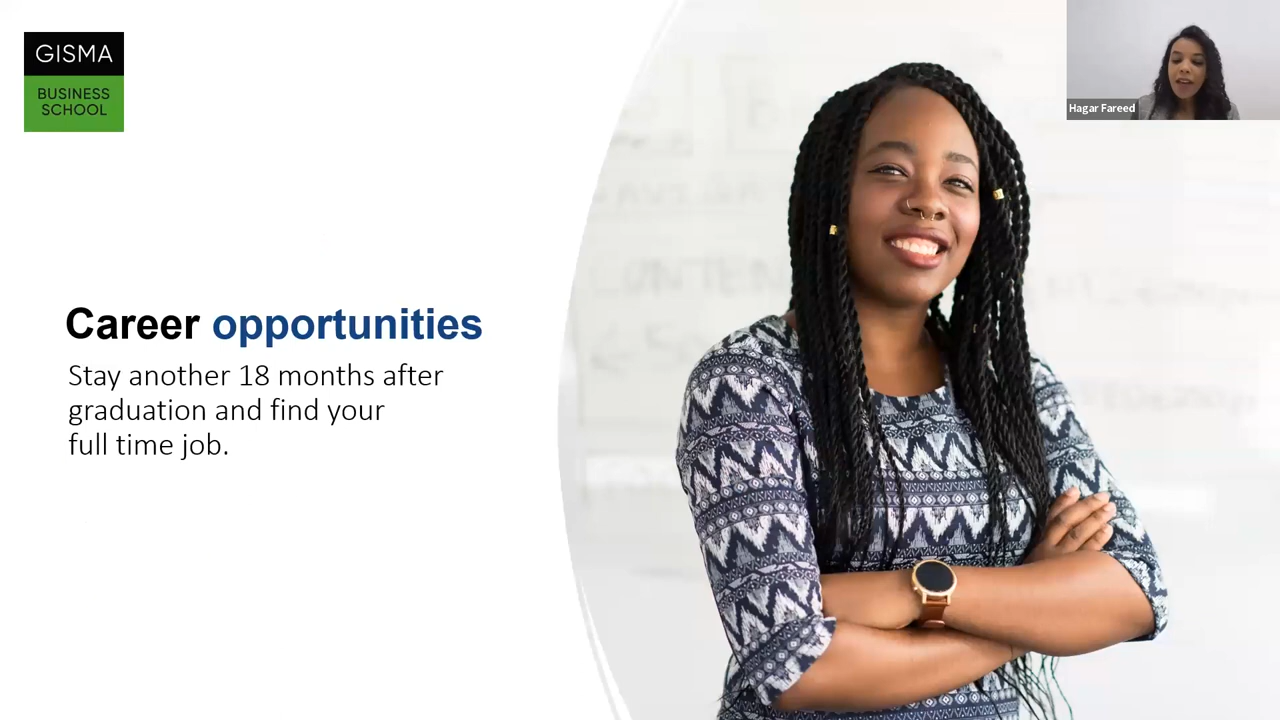 GISMA
BUSINESS
SCHOOL
Hagar Fareed
Career opportunities
Stay another 18 months after
graduation and find your
full time job.